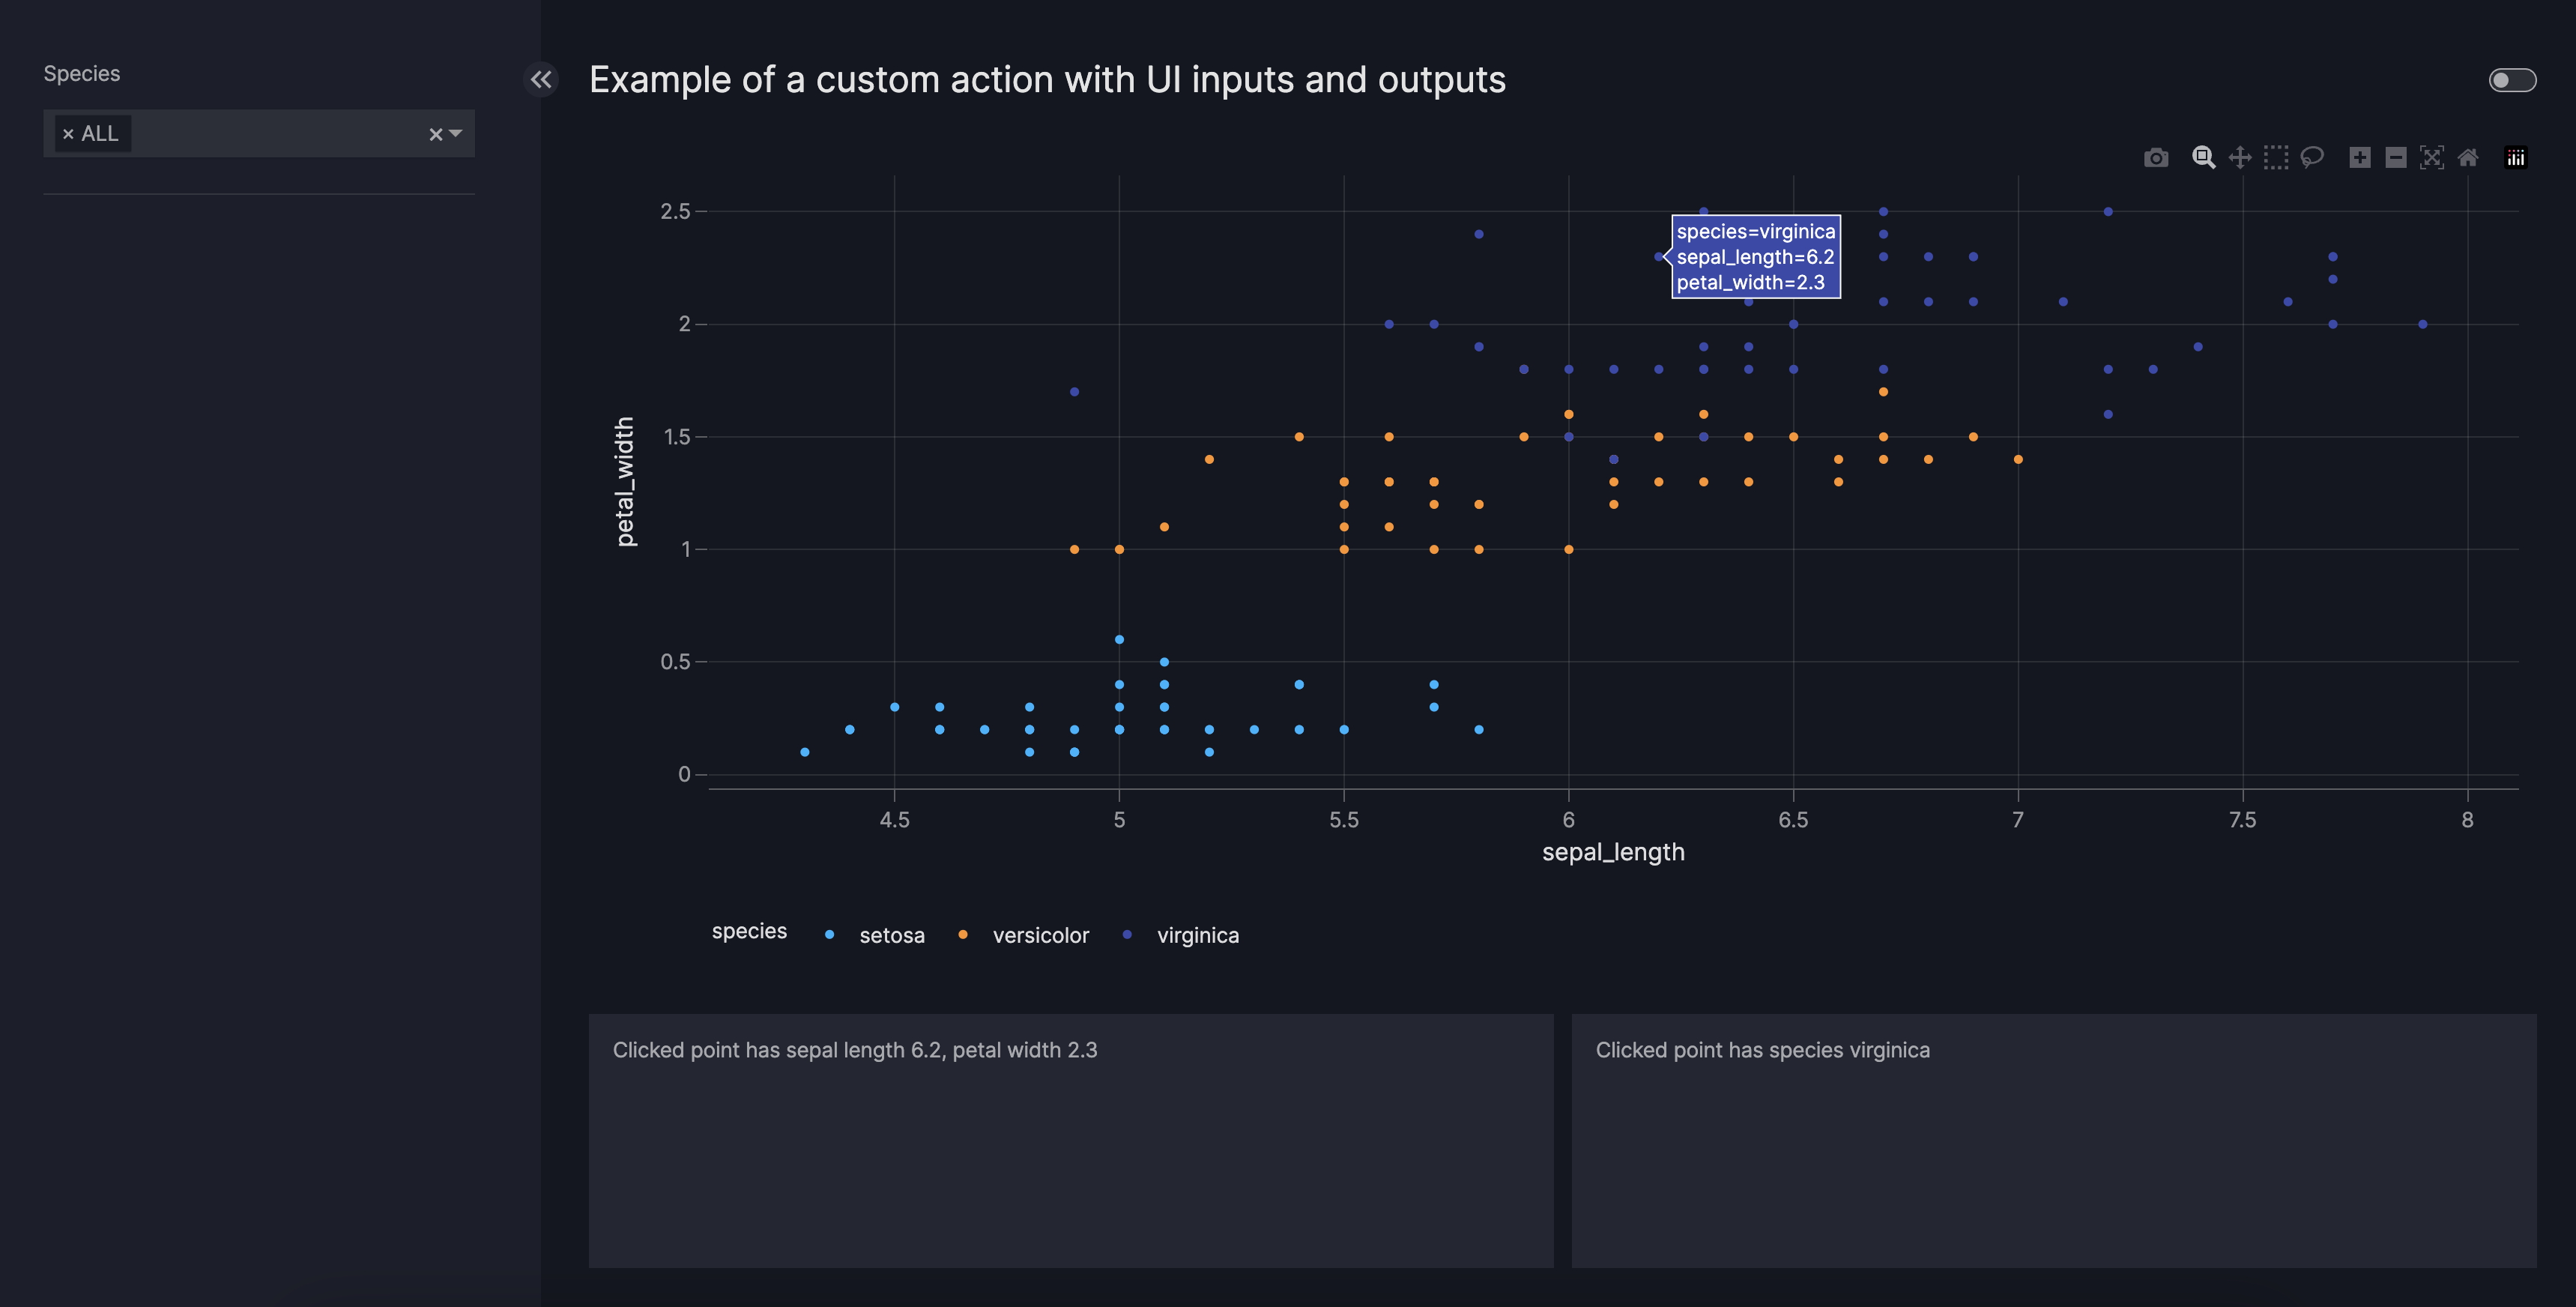 Species
× ALL
Example of a custom action with UI inputs and outputs
2.5
2
1.5
1
0.5
0
petal_width
species=virginica
sepal_length=6.2
petal_width=2.3
4.5 5 5.5 6 6.5 7 7.5 8
sepal_length
species setosa versicolor virginica
Clicked point has sepal length 6.2, petal width 2.3
Clicked point has species virginica